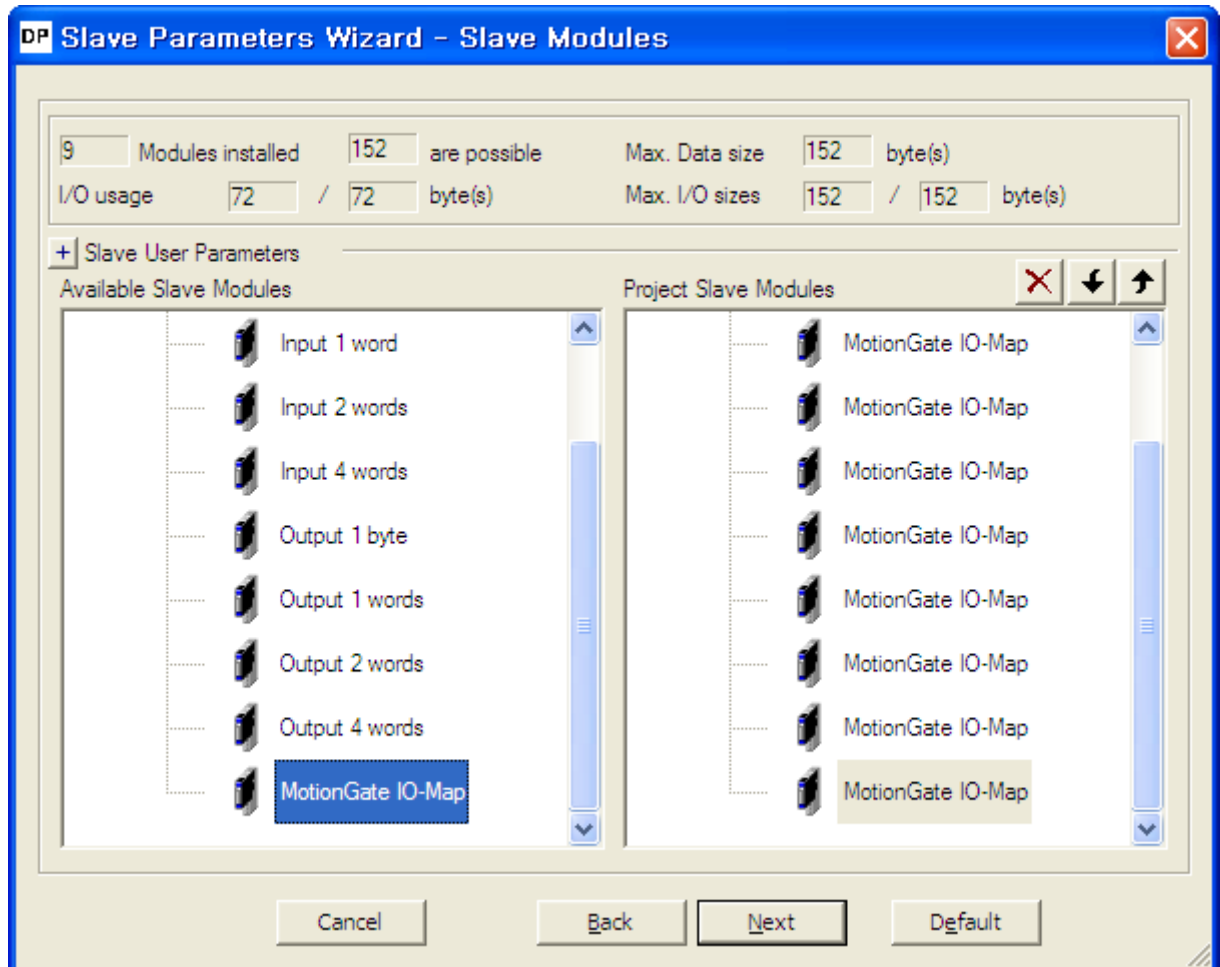 DP Slave Parameters Wizard - Slave Modules
9 Modules installed 152 are possible Max. Data size 152 byte(s)
I/O usage 72 / 72 byte(s) Max. I/O sizes 152 / 152 byte(s)
+ Slave User Parameters
Available Slave Modules
Input 1 word
Input 2 words
Input 4 words
Output 1 byte
Output 1 words
Output 2 words
Output 4 words
MotionGate IO-Map
Project Slave Modules
MotionGate IO-Map
MotionGate IO-Map
MotionGate IO-Map
MotionGate IO-Map
MotionGate IO-Map
MotionGate IO-Map
MotionGate IO-Map
MotionGate IO-Map
Cancel Back Next Default